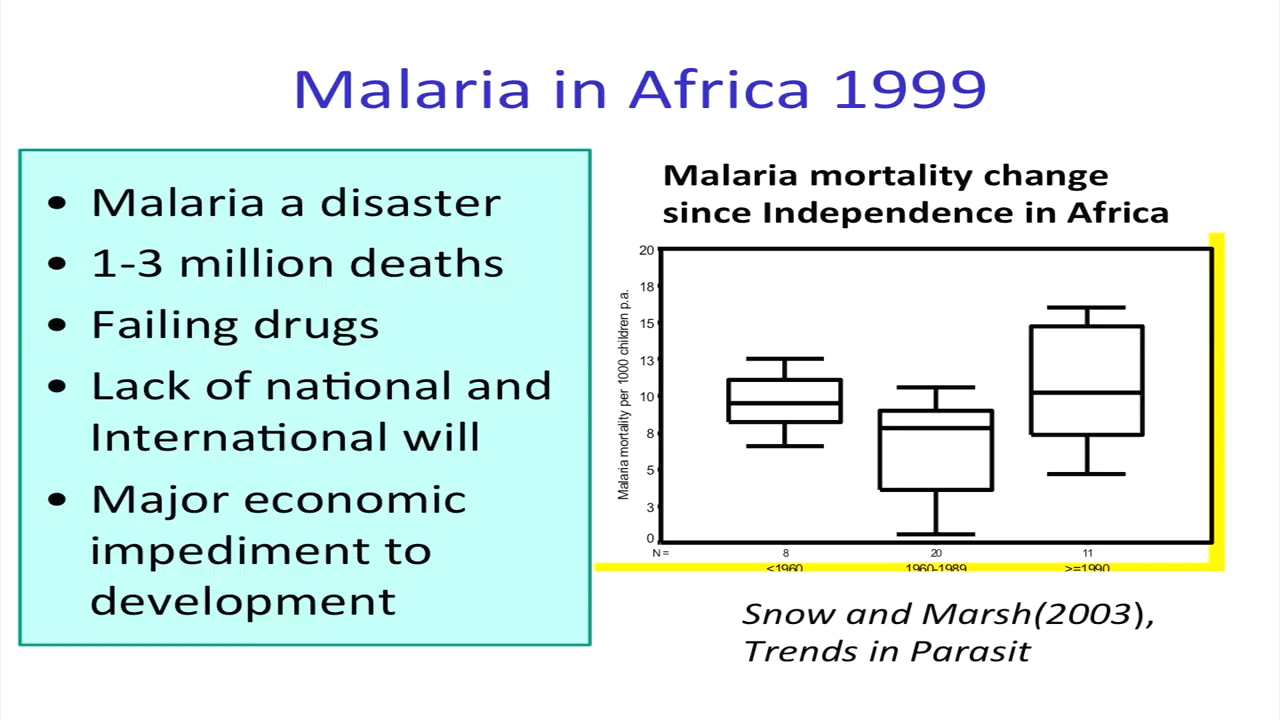 Malaria in Africa 1999
• Malaria a disaster
• 1-3 million deaths
• Failing drugs
• Lack of national and
International will
• Major economic
impediment to
development
Malaria mortality change
since Independence in Africa
Malaria mortality per 1000 children p.a.
20
18
15
13
10
8
5
3
0
N = 8 20 11
<1960 1960-1989 >=1990
Snow and Marsh(2003),
Trends in Parasit